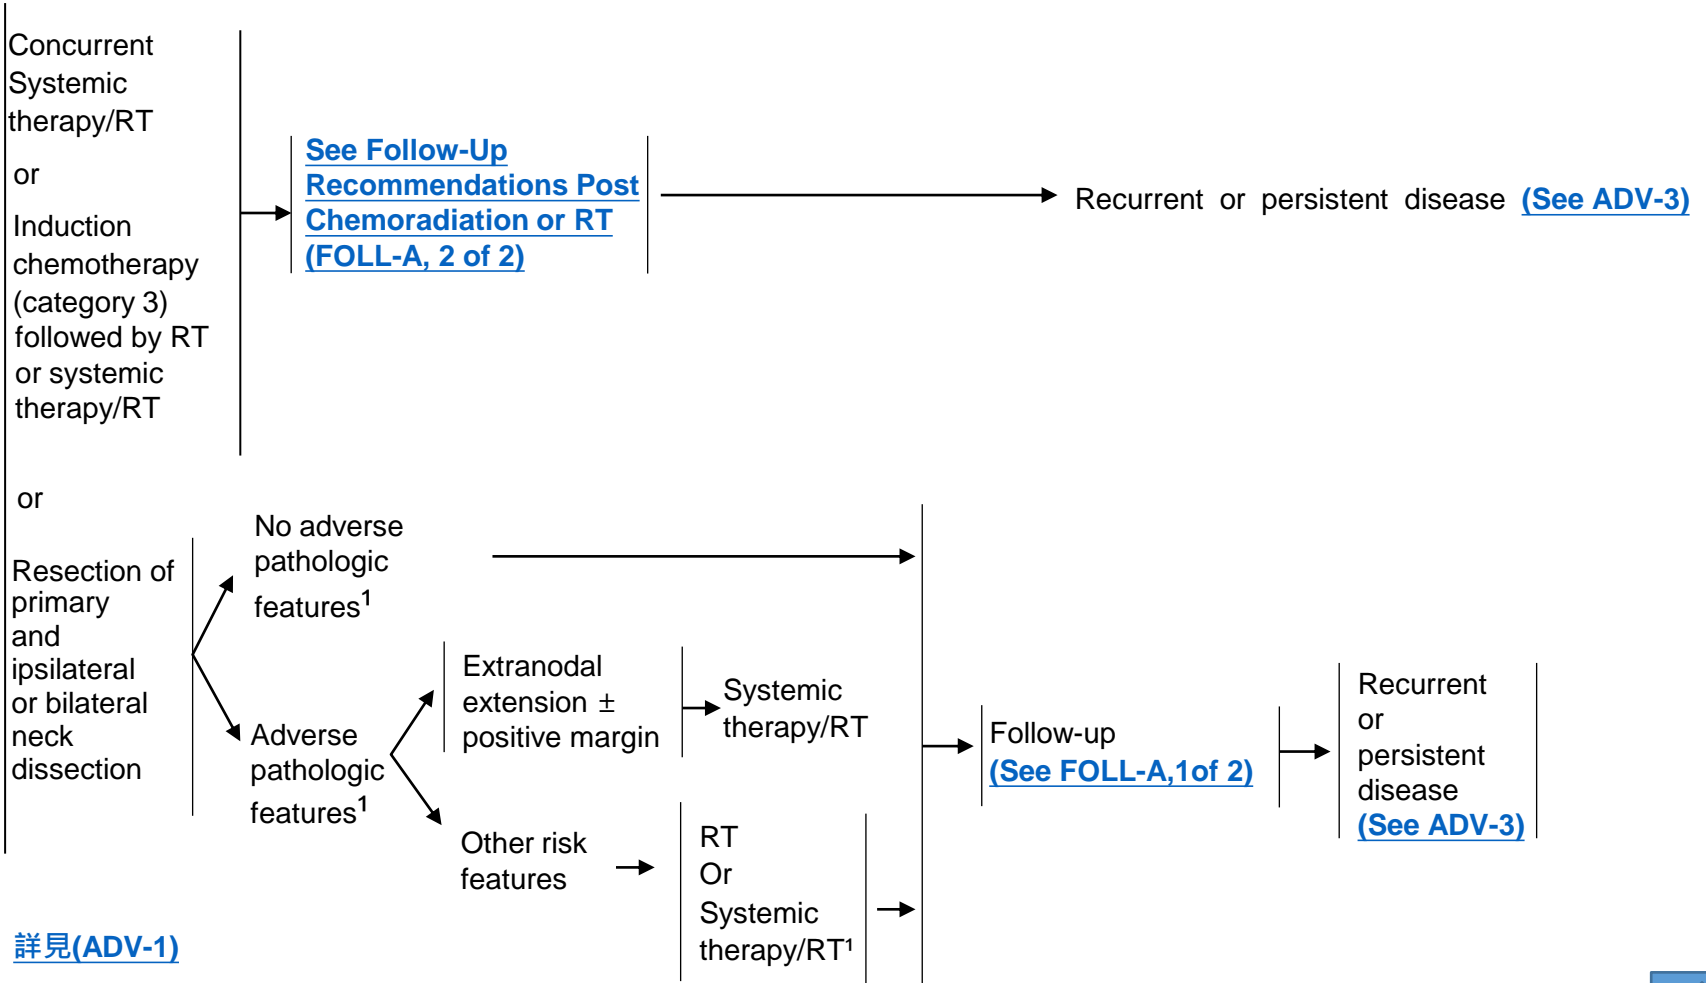 Concurrent
Systemic
therapy/RT
or
Induction
chemotherapy
(category 3)
followed by RT
or systemic
therapy/RT
See Follow-Up
Recommendations Post
Chemoradiation or RT
(FOLL-A, 2 of 2)
Recurrent or persistent disease (See ADV-3)
or
Resection of
primary
and
ipsilateral
or bilateral
neck
dissection
No adverse
pathologic
features¹
Adverse
pathologic
features¹
Extranodal
extension ±
positive margin
Systemic
therapy/RT
Other risk
features
RT
Or
Systemic
therapy/RT¹
Follow-up
(See FOLL-A,1of 2)
Recurrent
or
persistent
disease
(See ADV-3)
詳見(ADV-1)